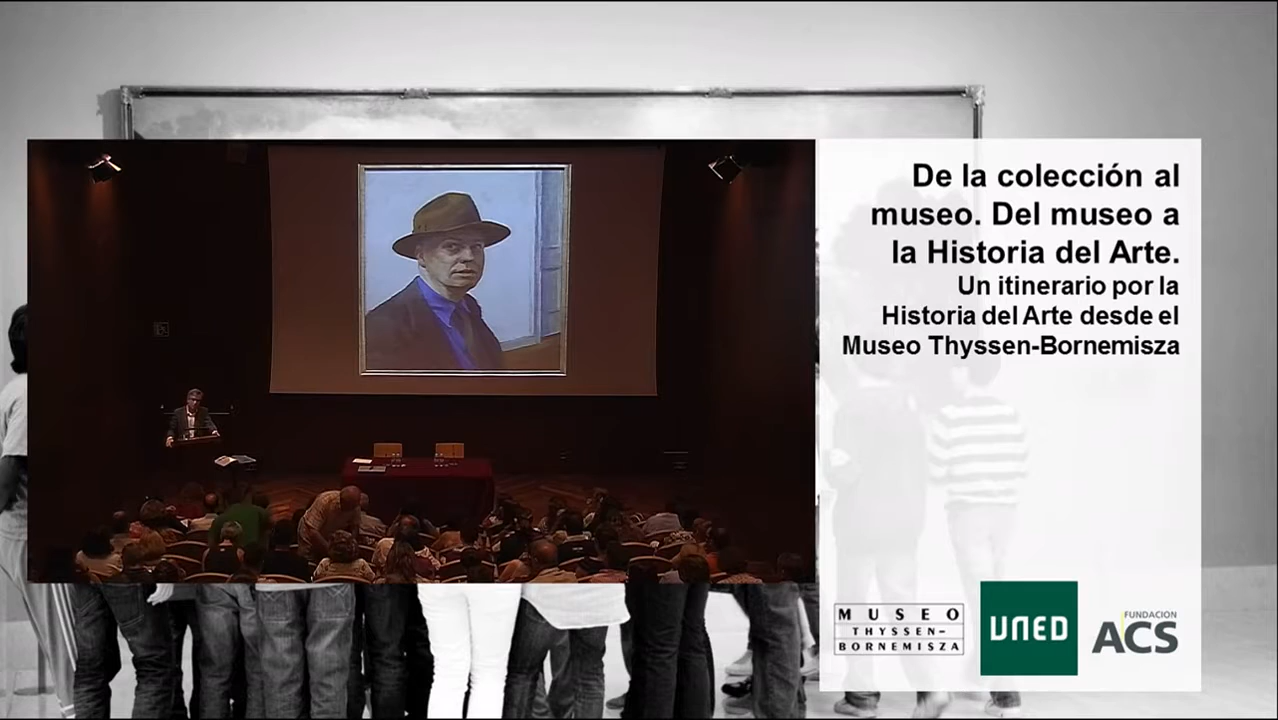 De la colección al
museo. Del museo a
la Historia del Arte.
Un itinerario por la
Historia del Arte desde el
Museo Thyssen-Bornemisza
MUSEO
THYSSEN-
BORNEMISZA
UNED
FUNDACION
ACS